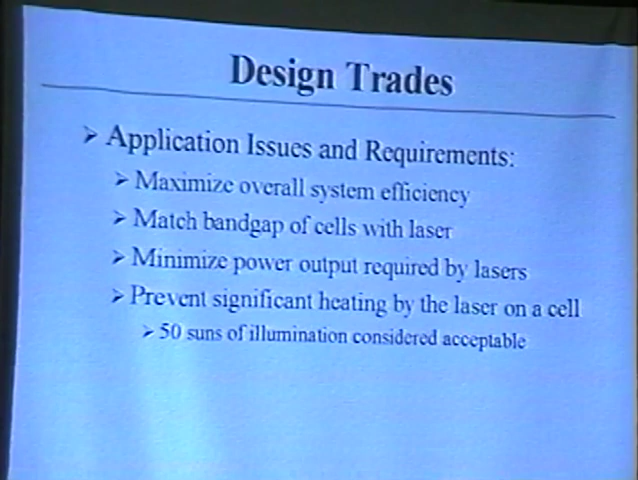 Design Trades
➢ Application Issues and Requirements:
➢ Maximize overall system efficiency
➢ Match bandgap of cells with laser
➢ Minimize power output required by lasers
➢ Prevent significant heating by the laser on a cell
➢ 50 suns of illumination considered acceptable